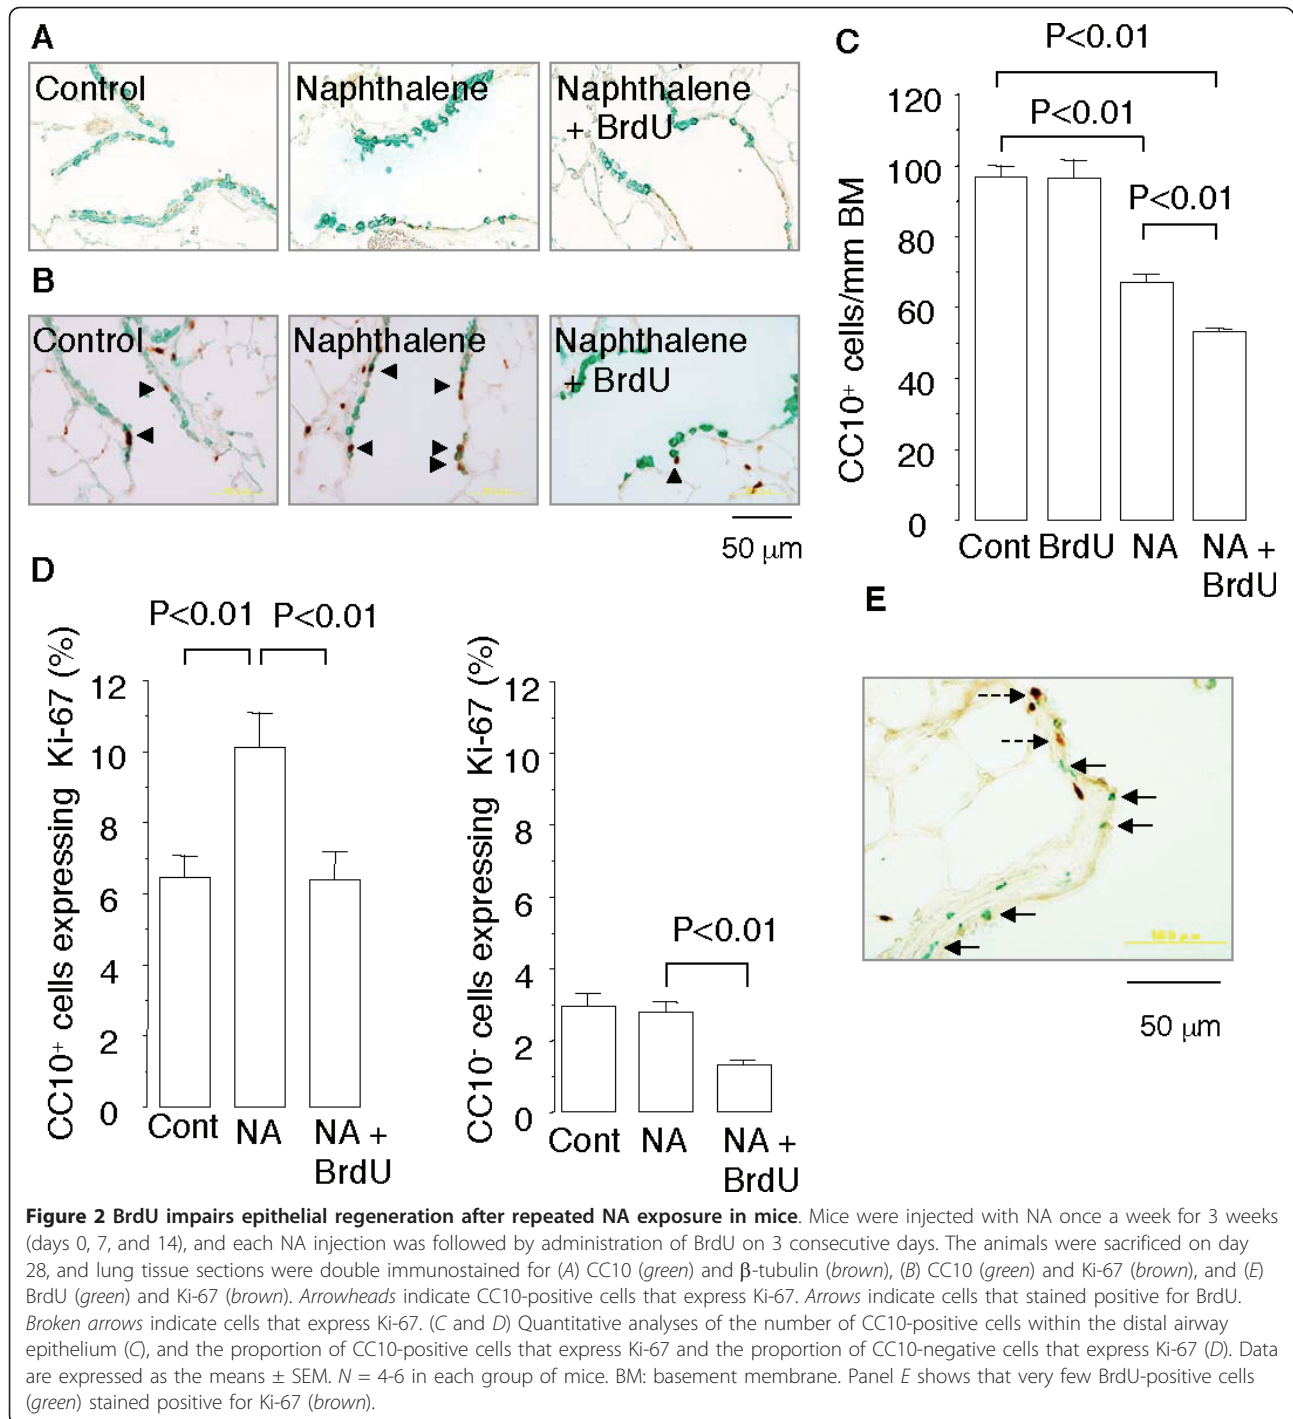 A
Control
Naphthalene
Naphthalene
+ BrdU
B
Control
Naphthalene
Naphthalene
+ BrdU
50 μm
C
P<0.01
P<0.01
P<0.01
CC10⁺ cells/mm BM
120
100
80
60
40
20
0
Cont BrdU NA NA +
BrdU
D
P<0.01 P<0.01
CC10⁺ cells expressing Ki-67 (%)
12
10
8
6
4
2
0
Cont NA NA +
BrdU
P<0.01
CC10⁻ cells expressing Ki-67 (%)
12
10
8
6
4
2
0
Cont NA NA +
BrdU
E
50 μm
Figure 2 BrdU impairs epithelial regeneration after repeated NA exposure in mice. Mice were injected with NA once a week for 3 weeks
(days 0, 7, and 14), and each NA injection was followed by administration of BrdU on 3 consecutive days. The animals were sacrificed on day
28, and lung tissue sections were double immunostained for (A) CC10 (green) and β-tubulin (brown), (B) CC10 (green) and Ki-67 (brown), and (E)
BrdU (green) and Ki-67 (brown). Arrowheads indicate CC10-positive cells that express Ki-67. Arrows indicate cells that stained positive for BrdU.
Broken arrows indicate cells that express Ki-67. (C and D) Quantitative analyses of the number of CC10-positive cells within the distal airway
epithelium (C), and the proportion of CC10-positive cells that express Ki-67 and the proportion of CC10-negative cells that express Ki-67 (D). Data
are expressed as the means ± SEM. N = 4-6 in each group of mice. BM: basement membrane. Panel E shows that very few BrdU-positive cells
(green) stained positive for Ki-67 (brown).